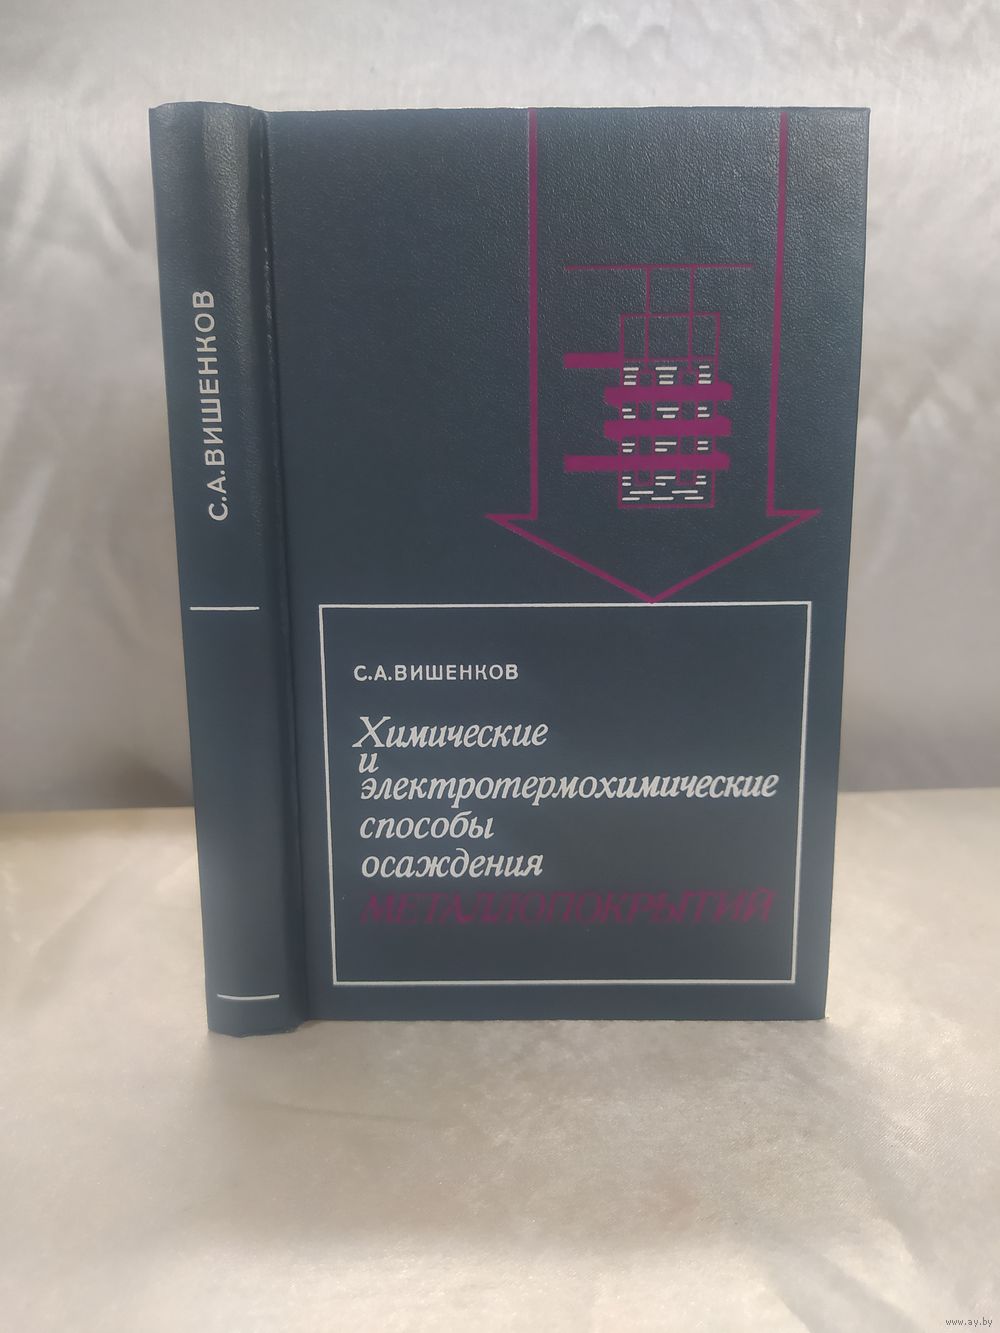 С.А.ВИШЕНКОВ
С.А.ВИШЕНКОВ
Химические
и
электротермохимические
способы
осаждения
МЕТАЛЛОПОКРЫТИЙ
www.ay.by